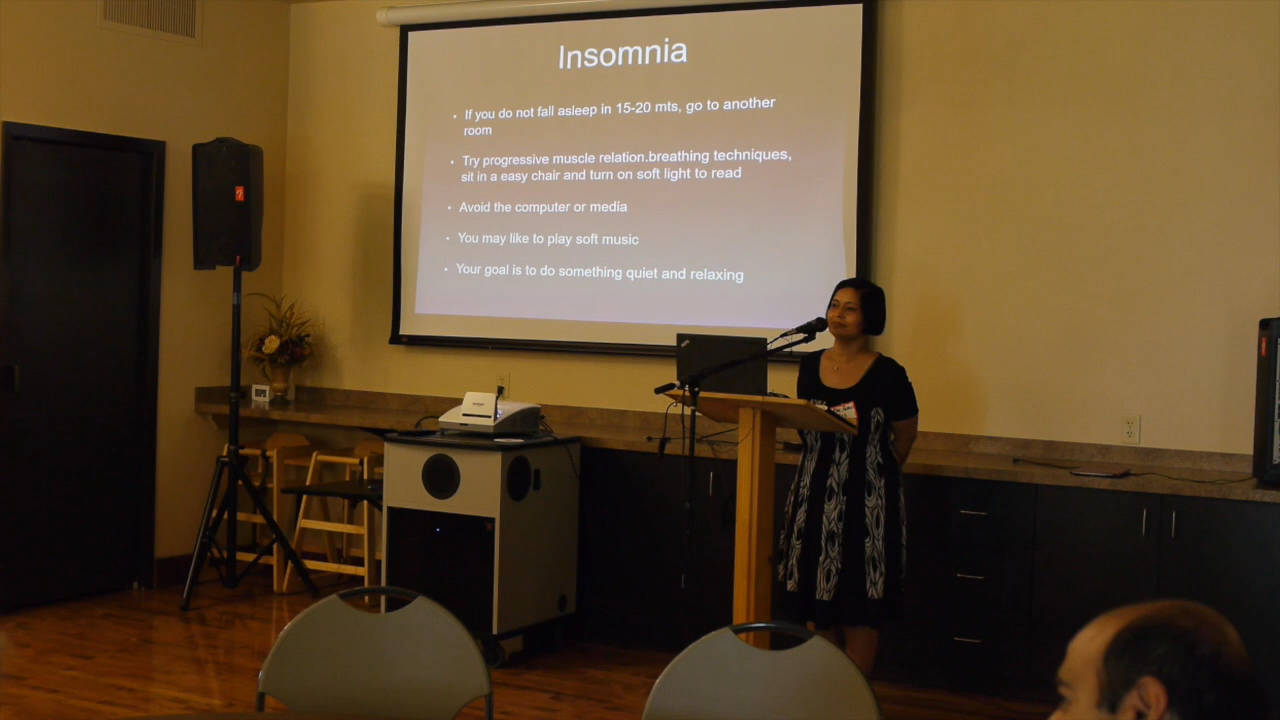 Insomnia
• If you do not fall asleep in 15-20 mts, go to another
room
• Try progressive muscle relation.breathing techniques,
sit in a easy chair and turn on soft light to read
• Avoid the computer or media
• You may like to play soft music
• Your goal is to do something quiet and relaxing